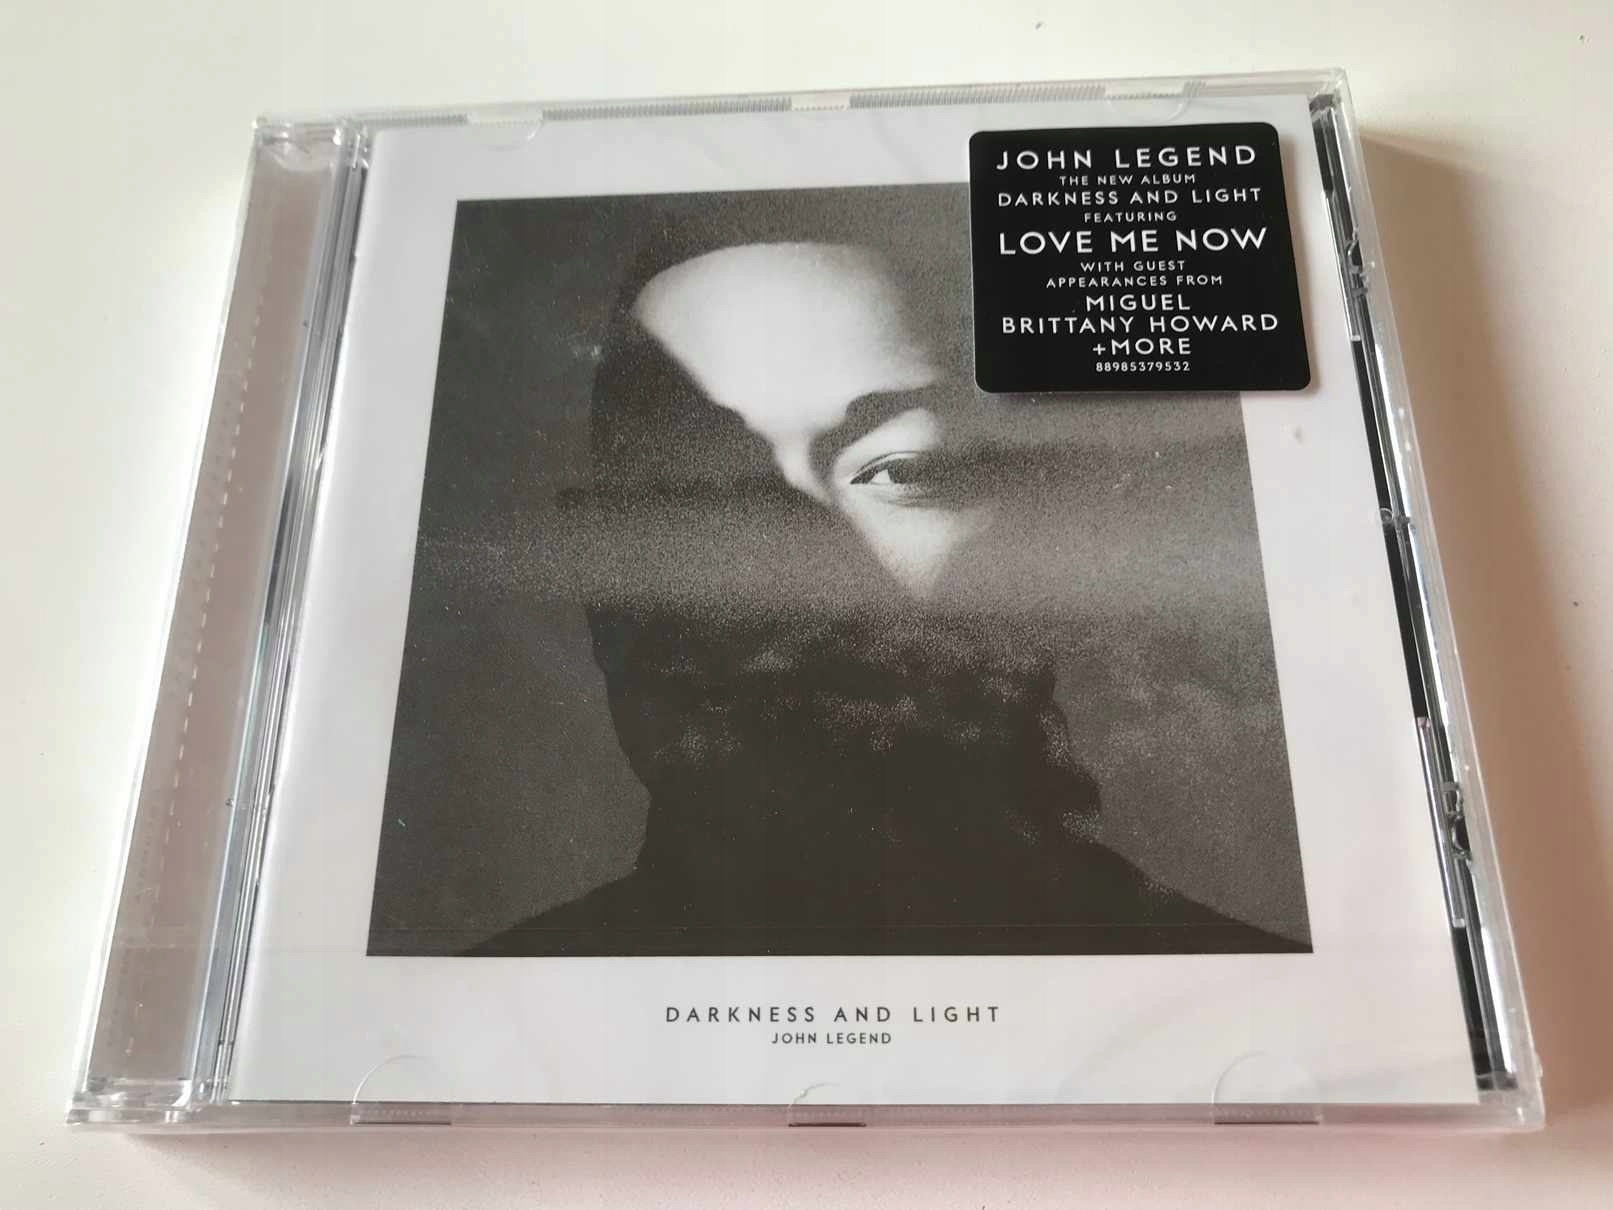 JOHN LEGEND
THE NEW ALBUM
DARKNESS AND LIGHT
FEATURING
LOVE ME NOW
WITH GUEST
APPEARANCES FROM
MIGUEL
BRITTANY HOWARD
+MORE
88985379532
DARKNESS AND LIGHT
JOHN LEGEND